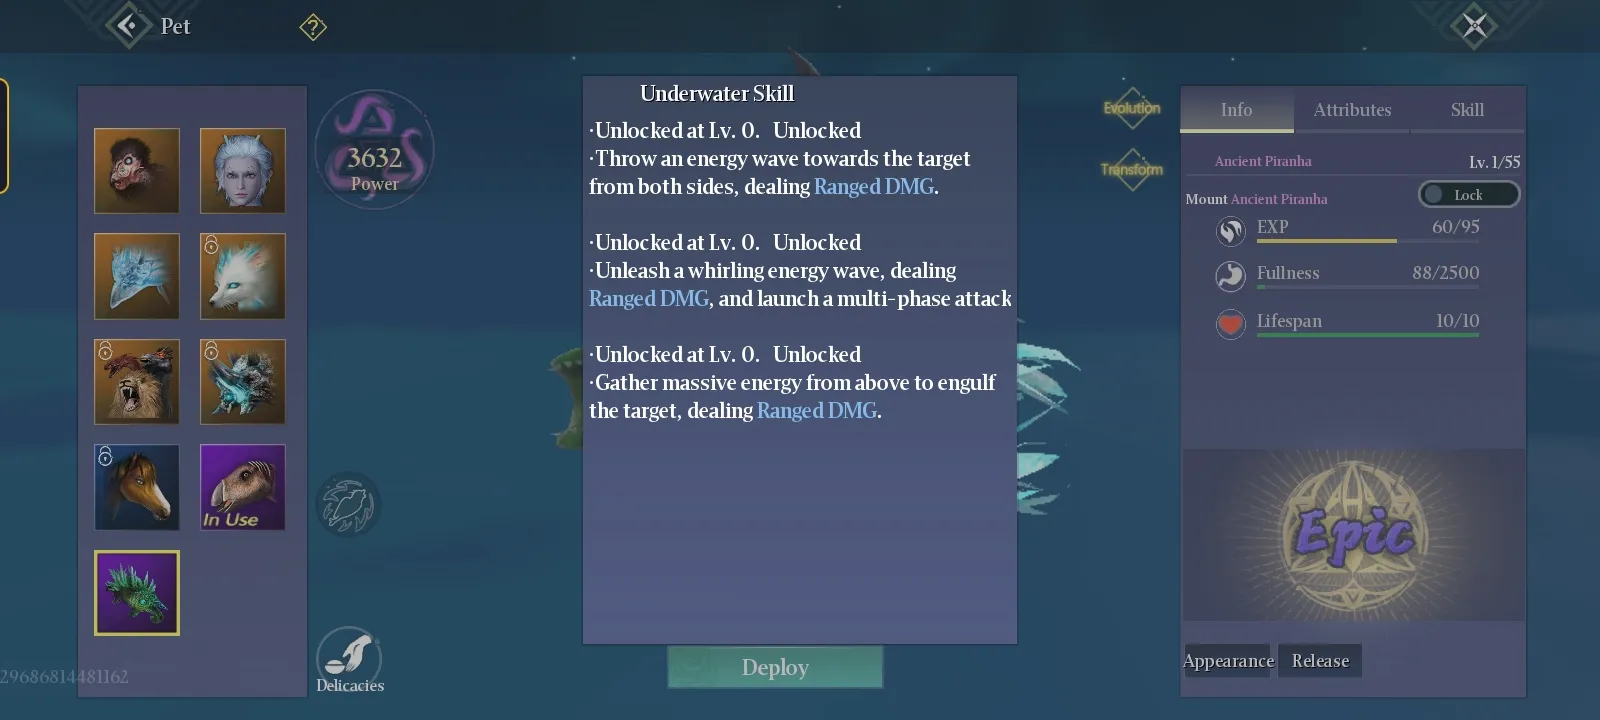 Pet
?
3632
Power
In Use
Delicacies
29686814481162
Underwater Skill
·Unlocked at Lv. 0. Unlocked
·Throw an energy wave towards the target
from both sides, dealing Ranged DMG.
·Unlocked at Lv. 0. Unlocked
·Unleash a whirling energy wave, dealing
Ranged DMG, and launch a multi-phase attack
·Unlocked at Lv. 0. Unlocked
·Gather massive energy from above to engulf
the target, dealing Ranged DMG.
Deploy
Evolution
Transform
Info Attributes Skill
Ancient Piranha Lv. 1/55
Mount Ancient Piranha Lock
EXP 60/95
Fullness 88/2500
Lifespan 10/10
Epic
Appearance Release